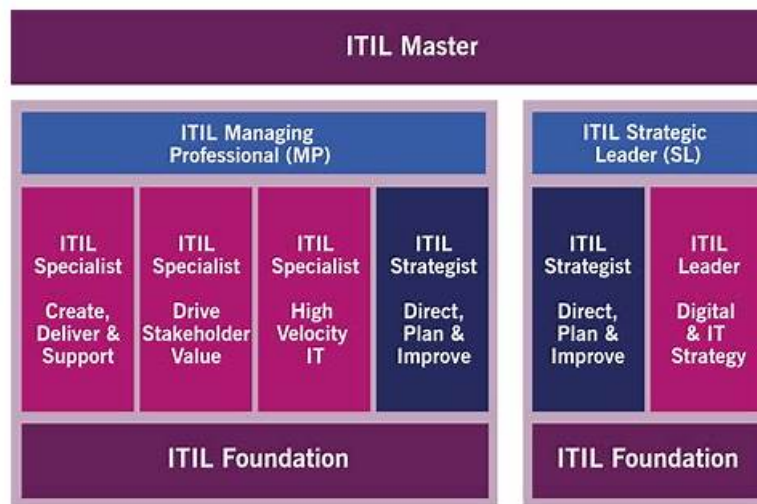 ITIL Master
ITIL Managing
Professional (MP)
ITIL Specialist
Create,
Deliver &
Support
ITIL
Specialist
Drive
Stakeholder
Value
ITIL
Specialist
High
Velocity
IT
ITIL
Strategist
Direct,
Plan &
Improve
ITIL Foundation
ITIL Strategic
Leader (SL)
ITIL
Strategist
Direct,
Plan &
Improve
ITIL
Leader
Digital
& IT
Strategy
ITIL Foundation